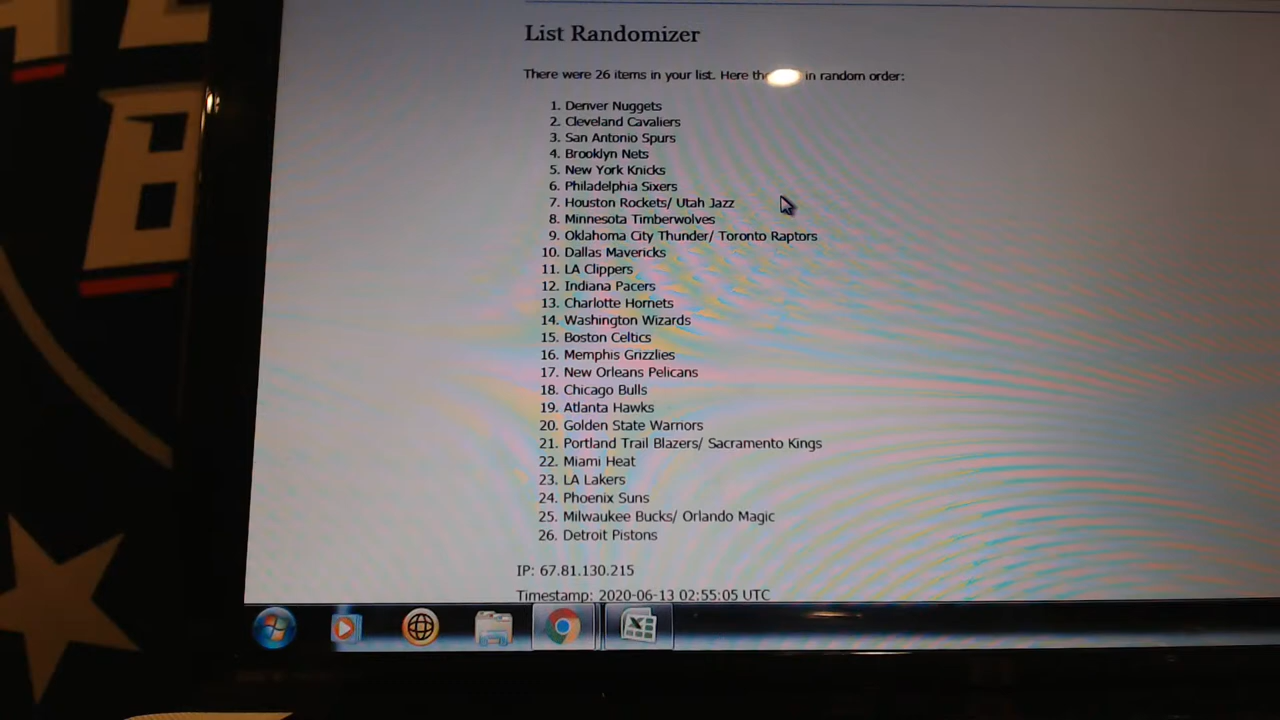 List Randomizer
There were 26 items in your list. Here in random order:
1. Denver Nuggets
2. Cleveland Cavaliers
3. San Antonio Spurs
4. Brooklyn Nets
5. New York Knicks
6. Philadelphia Sixers
7. Houston Rockets/ Utah Jazz
8. Minnesota Timberwolves
9. Oklahoma City Thunder/ Toronto Raptors
10. Dallas Mavericks
11. LA Clippers
12. Indiana Pacers
13. Charlotte Hornets
14. Washington Wizards
15. Boston Celtics
16. Memphis Grizzlies
17. New Orleans Pelicans
18. Chicago Bulls
19. Atlanta Hawks
20. Golden State Warriors
21. Portland Trail Blazers/ Sacramento Kings
22. Miami Heat
23. LA Lakers
24. Phoenix Suns
25. Milwaukee Bucks/ Orlando Magic
26. Detroit Pistons
IP: 67.81.130.215
Timestamp: 2020-06-13 02:55:05 UTC